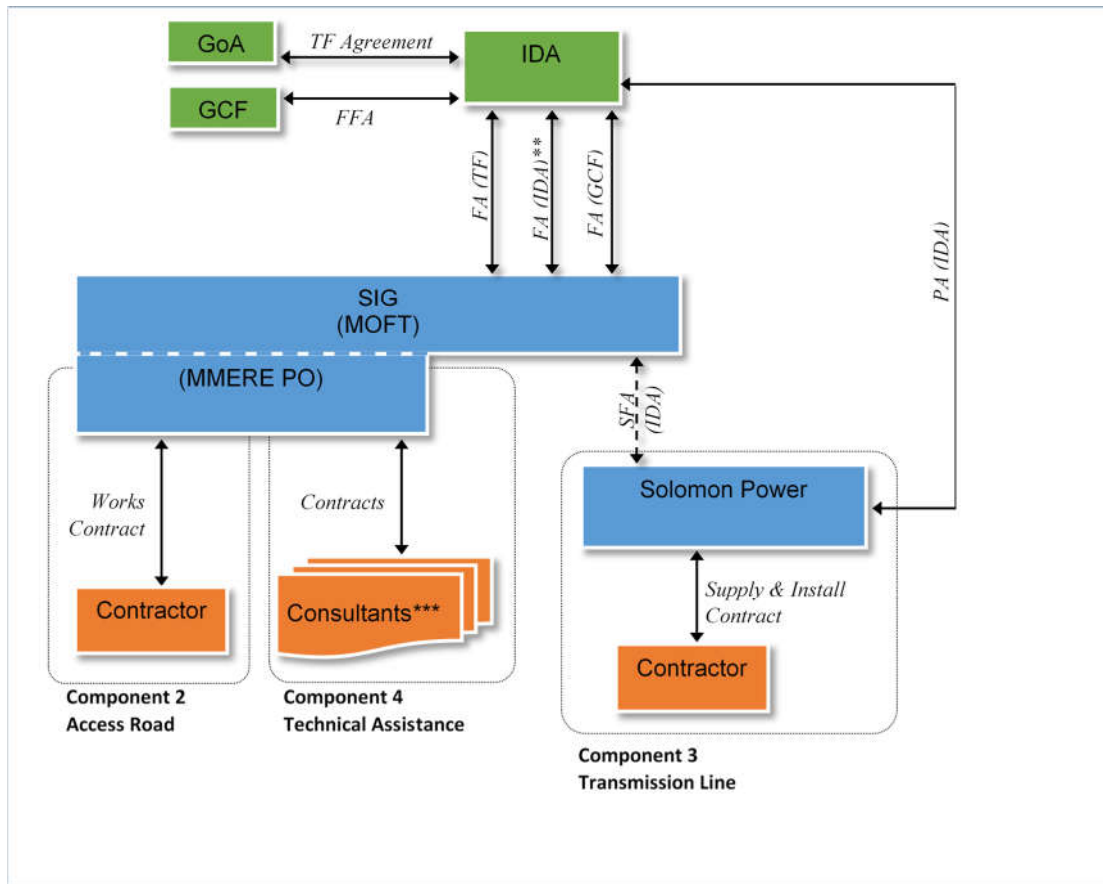 GoA
TF Agreement
IDA
GCF
FFA
FA (TF)
FA (IDA)**
FA (GCF)
PA (IDA)
SIG
(MOFT)
(MMERE PO)
SFA
(IDA)
Works
Contract
Contracts
Solomon Power
Supply & Install
Contract
Contractor
Consultants***
Contractor
Component 2
Access Road
Component 4
Technical Assistance
Component 3
Transmission Line